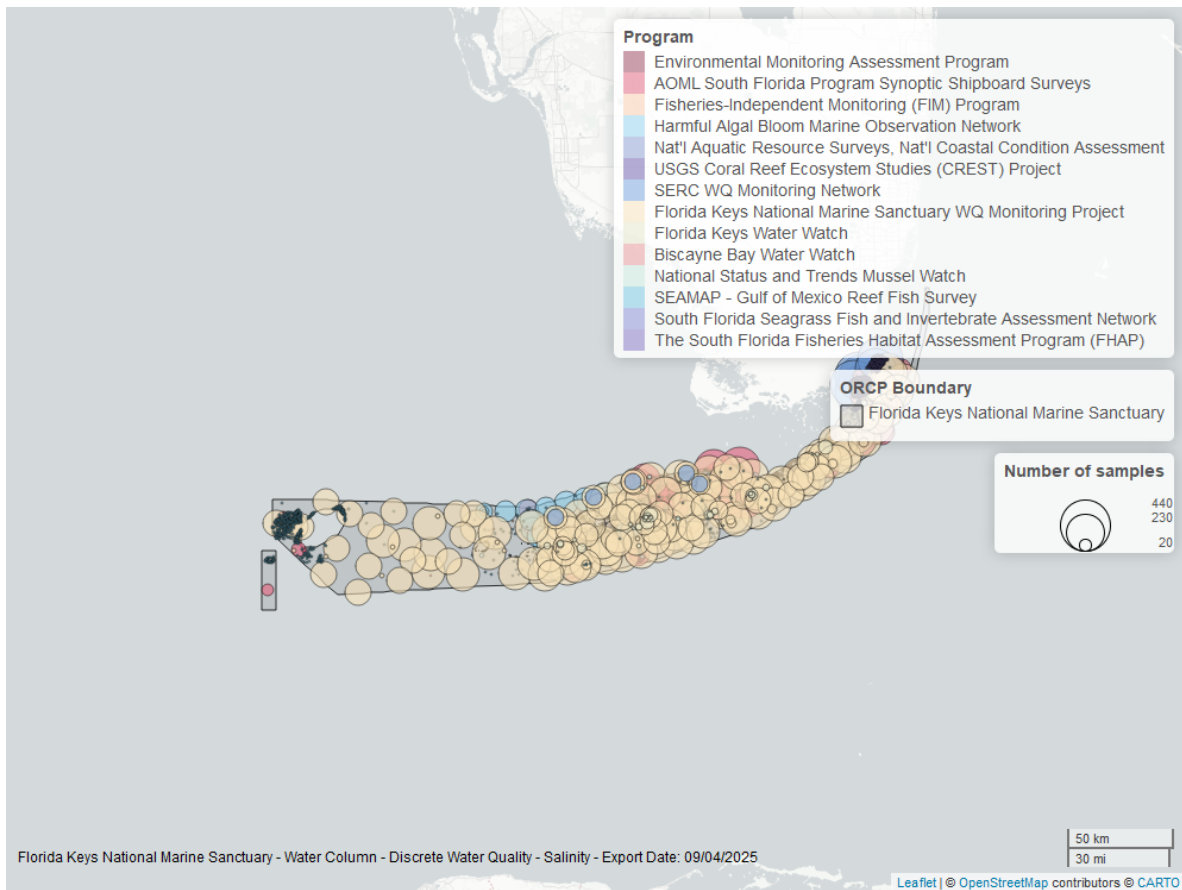 Program
Environmental Monitoring Assessment Program
AOML South Florida Program Synoptic Shipboard Surveys
Fisheries-Independent Monitoring (FIM) Program
Harmful Algal Bloom Marine Observation Network
Nat'l Aquatic Resource Surveys, Nat'l Coastal Condition Assessment
USGS Coral Reef Ecosystem Studies (CREST) Project
SERC WQ Monitoring Network
Florida Keys National Marine Sanctuary WQ Monitoring Project
Florida Keys Water Watch
Biscayne Bay Water Watch
National Status and Trends Mussel Watch
SEAMAP - Gulf of Mexico Reef Fish Survey
South Florida Seagrass Fish and Invertebrate Assessment Network
The South Florida Fisheries Habitat Assessment Program (FHAP)
ORCP Boundary
Florida Keys National Marine Sanctuary
Number of samples
440
230
20
50 km
30 mi
Florida Keys National Marine Sanctuary - Water Column - Discrete Water Quality - Salinity - Export Date: 09/04/2025
Leaflet | © OpenStreetMap contributors © CARTO